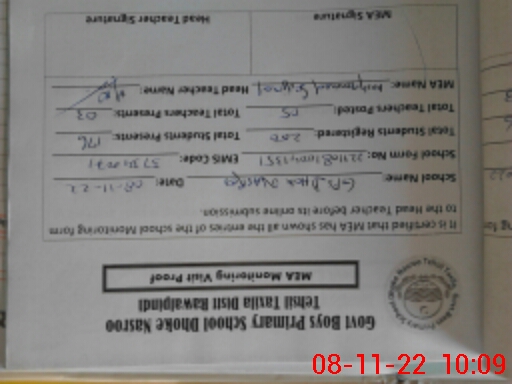 Govt Boys Primary School Dhoke Nasroo
Tehsil Taxila Distt Rawalpindi
MEA Monitoring Visit Proof
It is certified that MEA has shown all the entries of the school Monitoring form
to the Head Teacher before its online submission.
School Name: Date: 08-11-22
School Form No: EMIS Code:
Total Students Registered: 200 Total Students Presents: 176
Total Teachers Posted: 05 Total Teachers Presents: 03
MEA Name: Head Teacher Name:
MEA Signature Head Teacher Signature
08-11-22 10:09